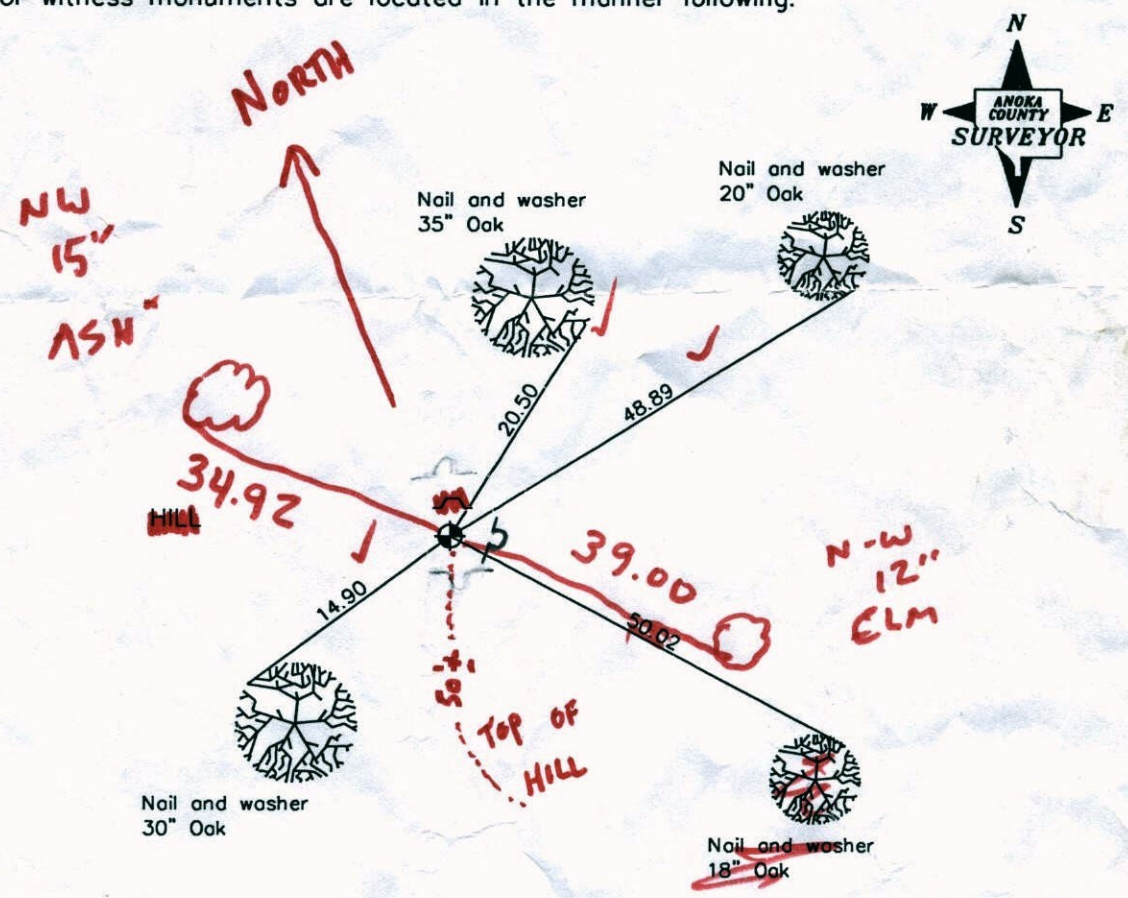 or witness monuments are located in the manner following:
N
W
ANOKA
COUNTY
SURVEYOR
E
S
NORTH
NW
15"
ASH"
Nail and washer
35" Oak
Nail and washer
20" Oak
20.50
48.89
34.92
HILL
39.00
N-W
12"
ELM
50.02
14.90
50±
TOP OF
HILL
Nail and washer
30" Oak
Nail and washer
18" Oak